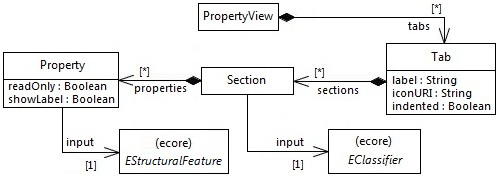 PropertyView
[*]
tabs
Property
readOnly : Boolean
showLabel : Boolean
[*]
properties
Section
[*]
sections
Tab
label : String
iconURI : String
indented : Boolean
input
[1]
(ecore)
EStructuralFeature
input
[1]
(ecore)
EClassifier